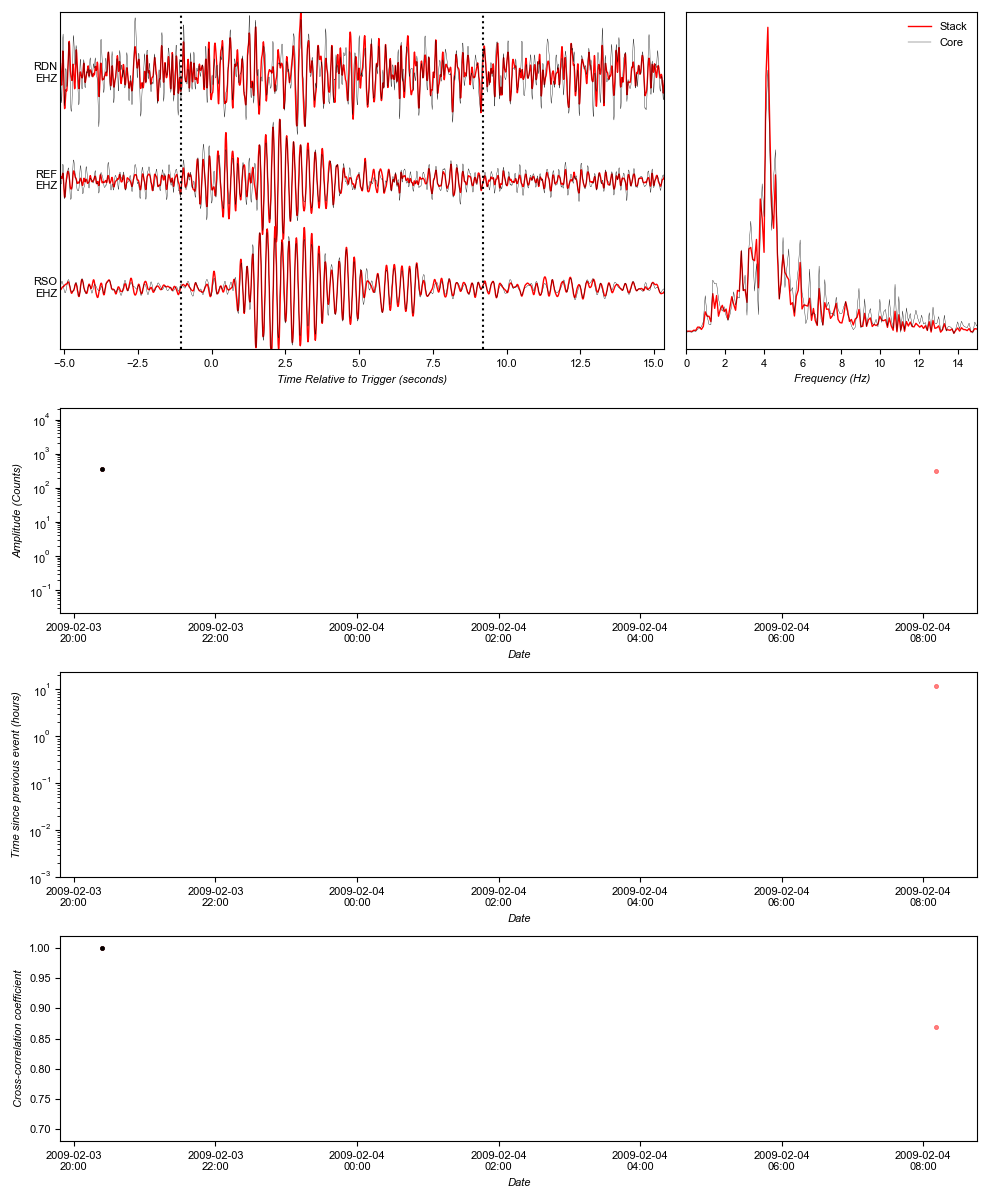 RDN
EHZ
REF
EHZ
RSO
EHZ
−5.0 −2.5 0.0 2.5 5.0 7.5 10.0 12.5 15.0
Time Relative to Trigger (seconds)
Stack
Core
0 2 4 6 8 10 12 14
Frequency (Hz)
10^4
10^3
10^2
10^1
10^0
10^−1
Amplitude (Counts)
2009-02-03 2009-02-03 2009-02-04 2009-02-04 2009-02-04 2009-02-04 2009-02-04
20:00 22:00 00:00 02:00 04:00 06:00 08:00
Date
10^1
10^0
10^−1
10^−2
10^−3
Time since previous event (hours)
2009-02-03 2009-02-03 2009-02-04 2009-02-04 2009-02-04 2009-02-04 2009-02-04
20:00 22:00 00:00 02:00 04:00 06:00 08:00
Date
1.00
0.95
0.90
0.85
0.80
0.75
0.70
Cross-correlation coefficient
2009-02-03 2009-02-03 2009-02-04 2009-02-04 2009-02-04 2009-02-04 2009-02-04
20:00 22:00 00:00 02:00 04:00 06:00 08:00
Date